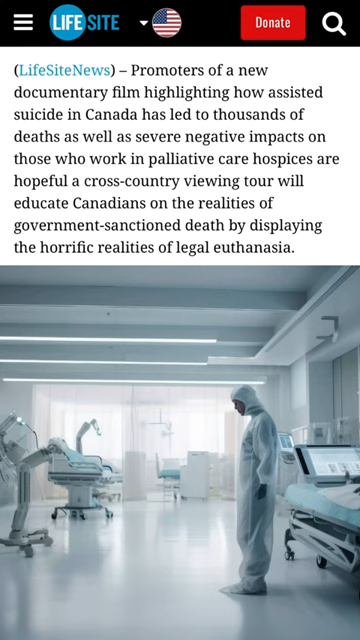 LIFE SITE
Donate
(LifeSiteNews) – Promoters of a new
documentary film highlighting how assisted
suicide in Canada has led to thousands of
deaths as well as severe negative impacts on
those who work in palliative care hospices are
hopeful a cross-country viewing tour will
educate Canadians on the realities of
government-sanctioned death by displaying
the horrific realities of legal euthanasia.